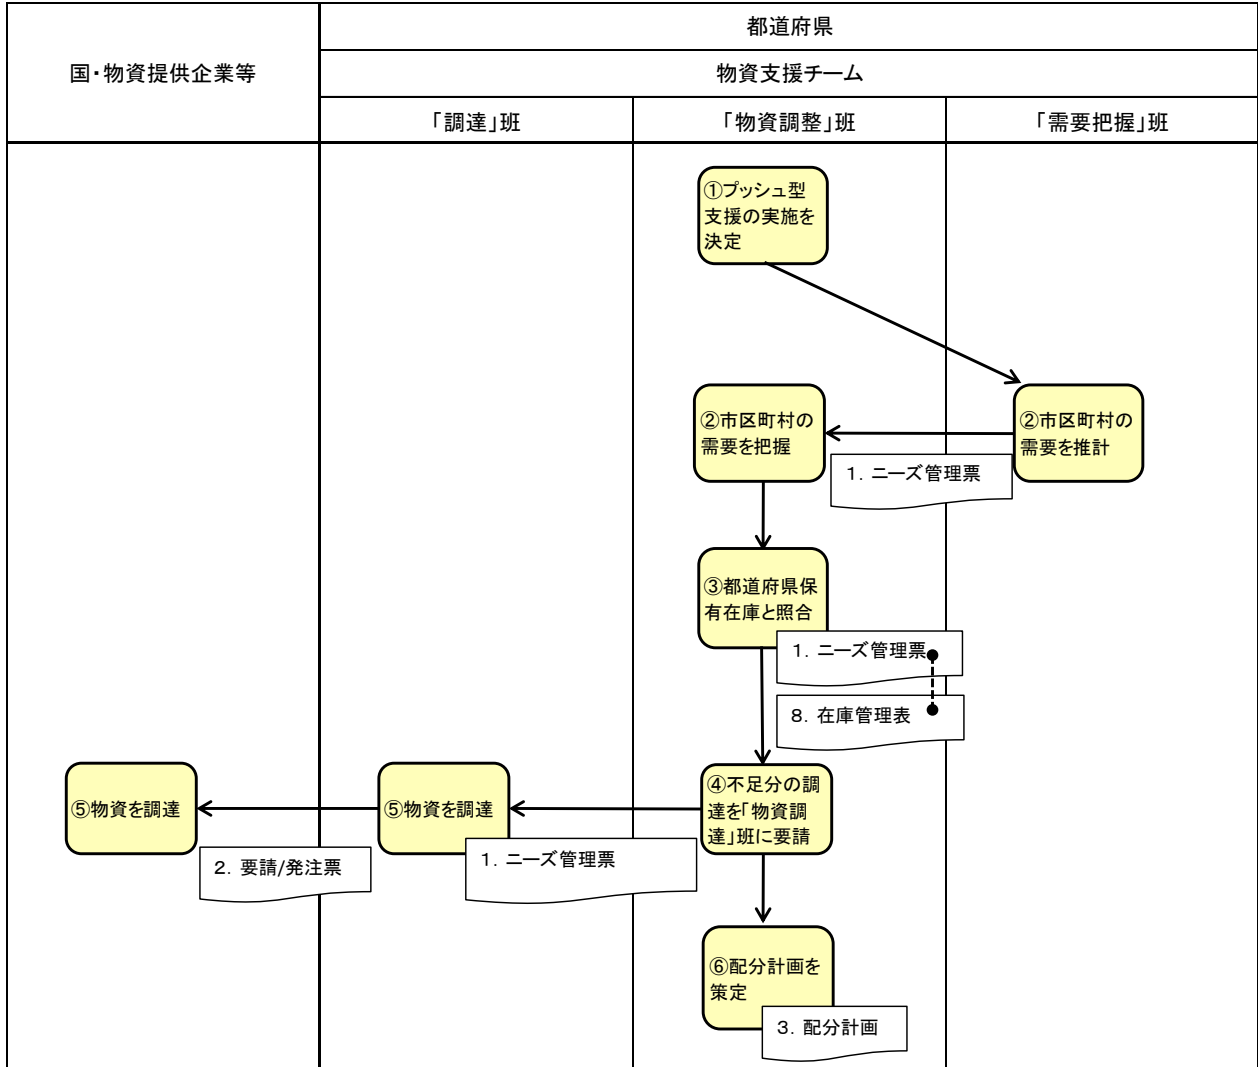 都道府県
国・物資提供企業等
物資支援チーム
「調達」班
「物資調整」班
「需要把握」班
①プッシュ型
支援の実施を
決定
②市区町村の
需要を把握
②市区町村の
需要を推計
1．ニーズ管理票
③都道府県保
有在庫と照合
1．ニーズ管理票
8．在庫管理表
⑤物資を調達
⑤物資を調達
④不足分の調
達を「物資調
達」班に要請
2．要請/発注票
1．ニーズ管理票
⑥配分計画を
策定
3．配分計画